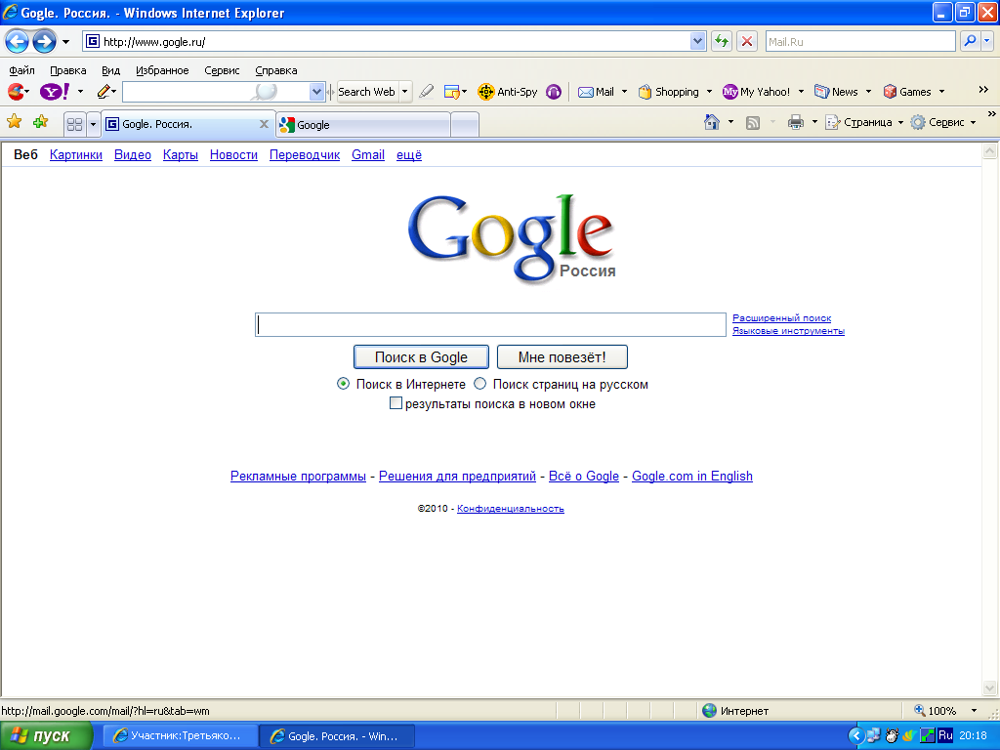 Gogle. Россия. - Windows Internet Explorer
http://www.gogle.ru/
Mail.Ru
Файл Правка Вид Избранное Сервис Справка
Y! Search Web Anti-Spy Mail Shopping My Yahoo! News Games »
Gogle. Россия. Google Страница Сервис »
Веб Картинки Видео Карты Новости Переводчик Gmail ещё
Gogle
Россия
Расширенный поиск
Языковые инструменты
Поиск в Gogle Мне повезёт!
Поиск в Интернете Поиск страниц на русском
результаты поиска в новом окне
Рекламные программы - Решения для предприятий - Всё о Gogle - Gogle.com in English
©2010 - Конфиденциальность
http://mail.google.com/mail/?hl=ru&tab=wm Интернет 100%
пуск Участник:Третьяко... Gogle. Россия. - Win... Ru 20:18